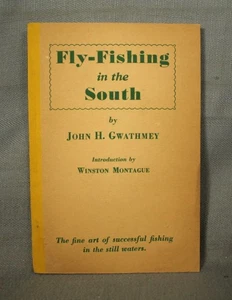 Fly-Fishing
in the
South
by
JOHN H. GWATHMEY
Introduction by
WINSTON MONTAGUE
The fine art of successful fishing
in the still waters.